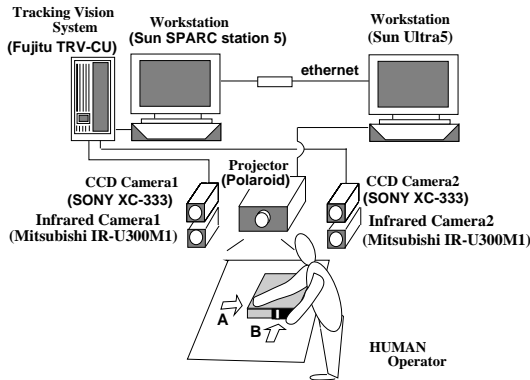 Tracking Vision
System
(Fujitu TRV-CU)
Workstation
(Sun SPARC station 5)
Workstation
(Sun Ultra5)
ethernet
Projector
(Polaroid)
CCD Camera1
(SONY XC-333)
Infrared Camera1
(Mitsubishi IR-U300M1)
CCD Camera2
(SONY XC-333)
Infrared Camera2
(Mitsubishi IR-U300M1)
A
B
HUMAN
Operator